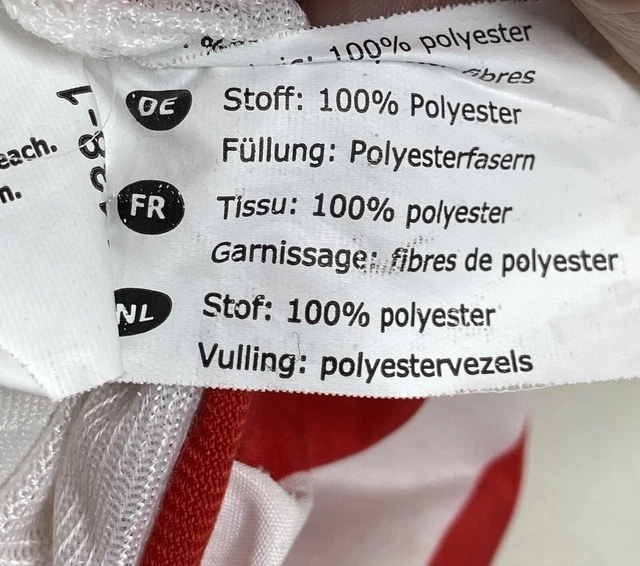 100% polyester
DE Stoff: 100% Polyester
Füllung: Polyesterfasern
FR Tissu: 100% polyester
Garnissage: fibres de polyester
NL Stof: 100% polyester
Vulling: polyestervezels
each.
n.